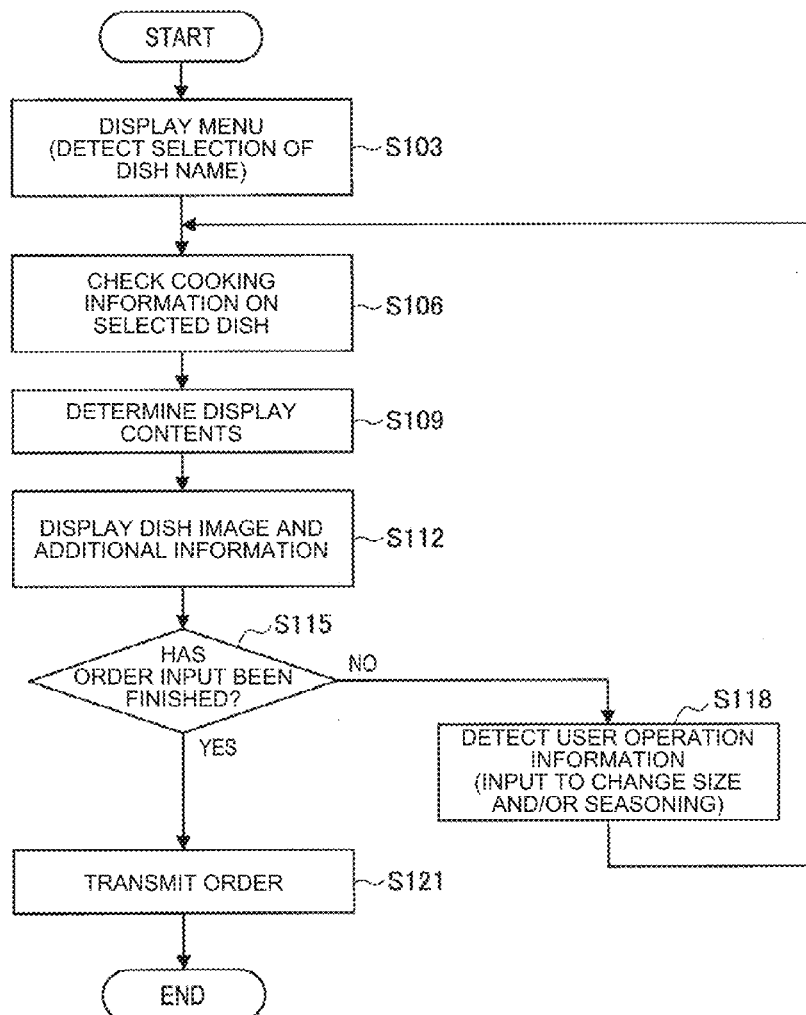 START
DISPLAY MENU
(DETECT SELECTION OF
DISH NAME)
S103
CHECK COOKING
INFORMATION ON
SELECTED DISH
S106
DETERMINE DISPLAY
CONTENTS
S109
DISPLAY DISH IMAGE AND
ADDITIONAL INFORMATION
S112
S115
HAS
ORDER INPUT BEEN
FINISHED?
NO
YES
S118
DETECT USER OPERATION
INFORMATION
(INPUT TO CHANGE SIZE
AND/OR SEASONING)
TRANSMIT ORDER
S121
END